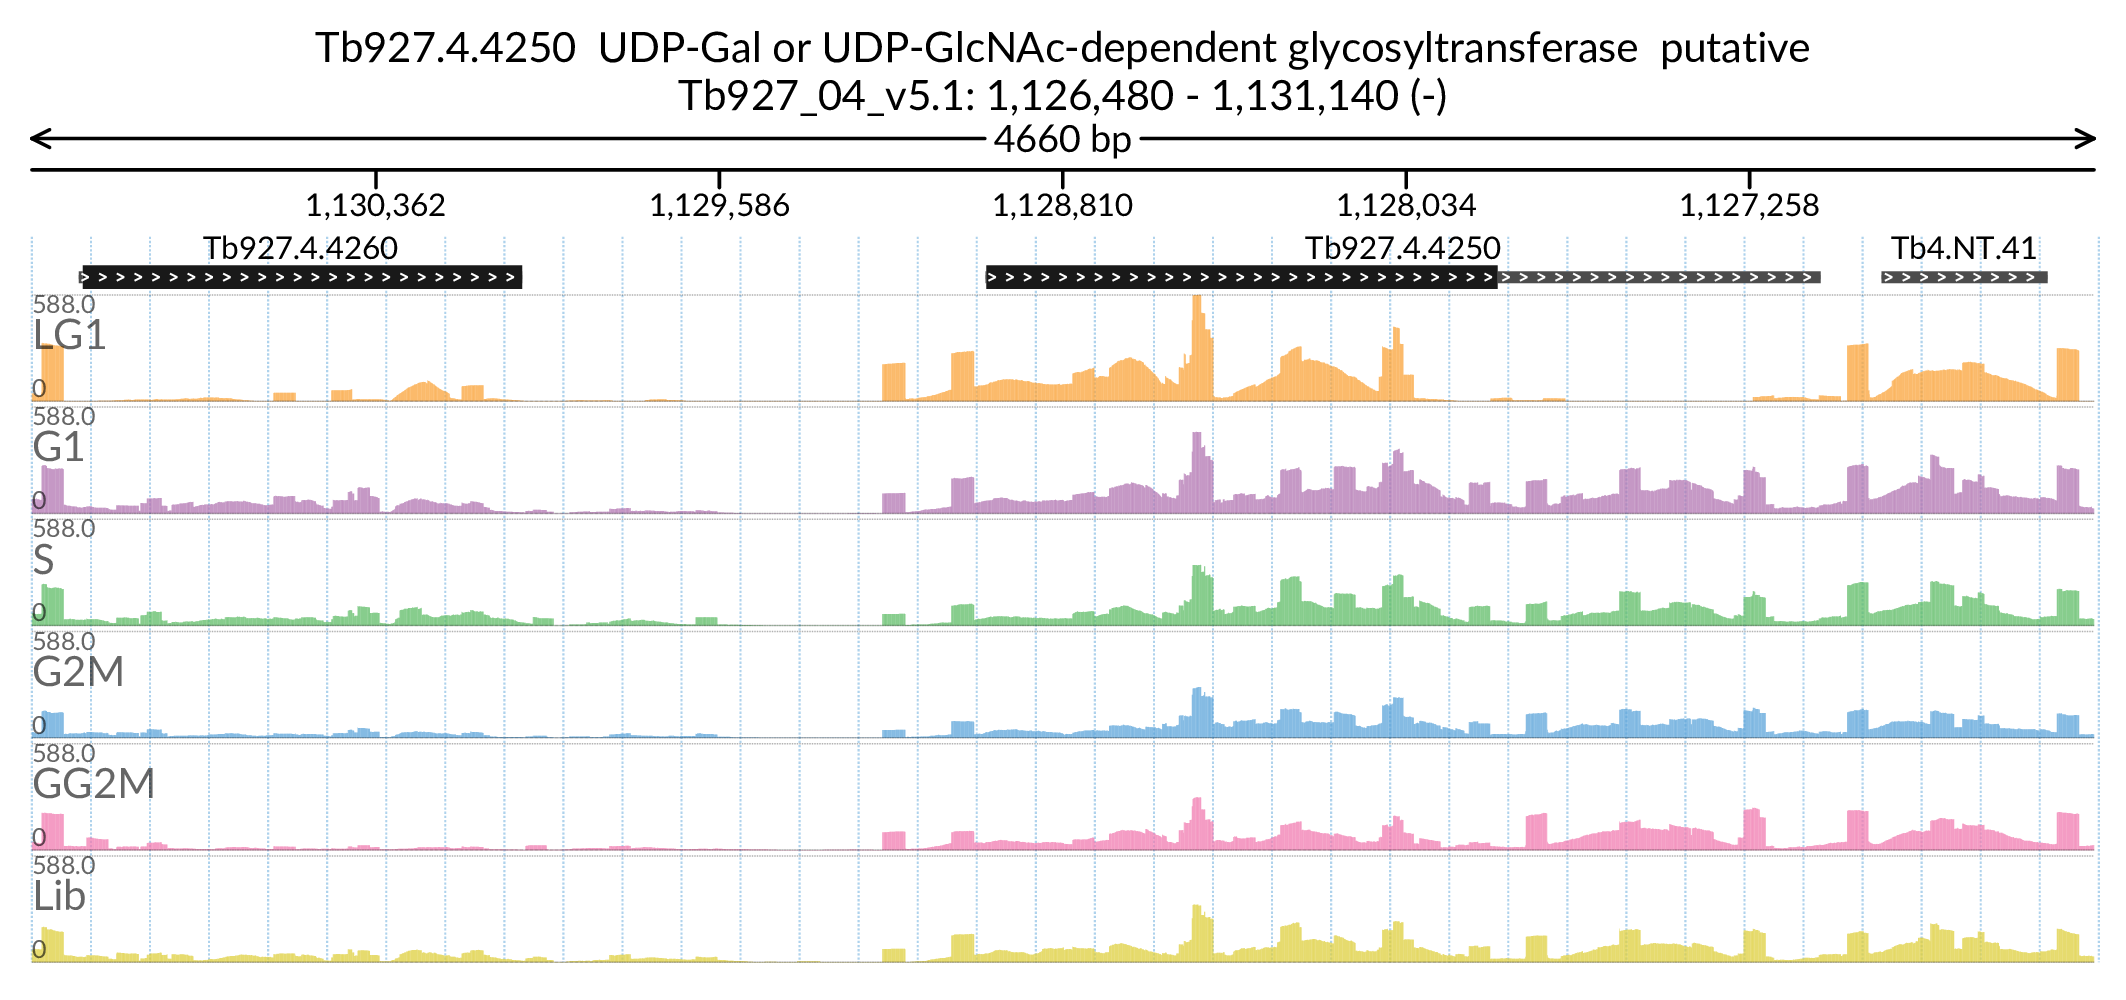 Tb927.4.4250  UDP-Gal or UDP-GlcNAc-dependent glycosyltransferase  putative
Tb927_04_v5.1: 1,126,480 - 1,131,140 (-)
4660 bp
1,130,362 1,129,586 1,128,810 1,128,034 1,127,258
Tb927.4.4260 Tb927.4.4250 Tb4.NT.41
588.0
LG1
0
588.0
G1
0
588.0
S
0
588.0
G2M
0
588.0
GG2M
0
588.0
Lib
0